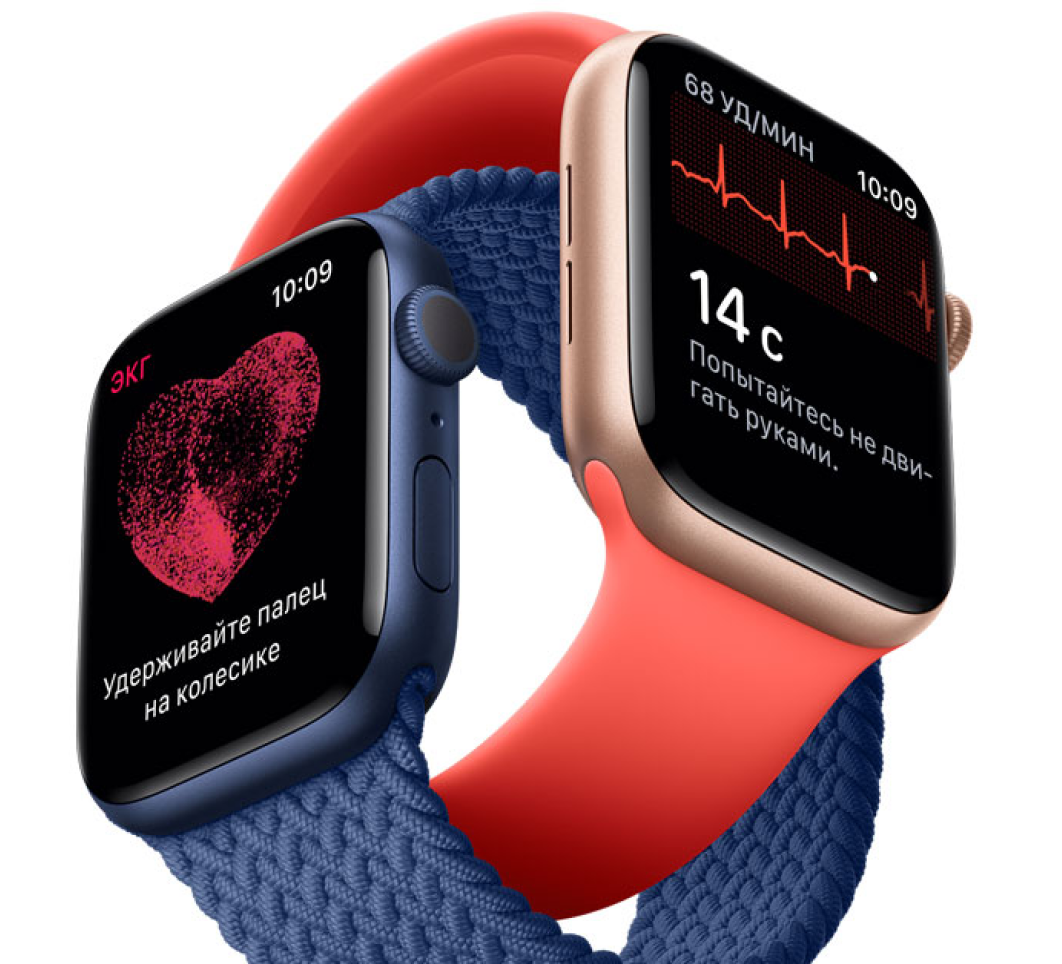 10:09
ЭКГ
Удерживайте палец
на колесике
68 УД/МИН
10:09
14 с
Попытайтесь не дви-
гать руками.